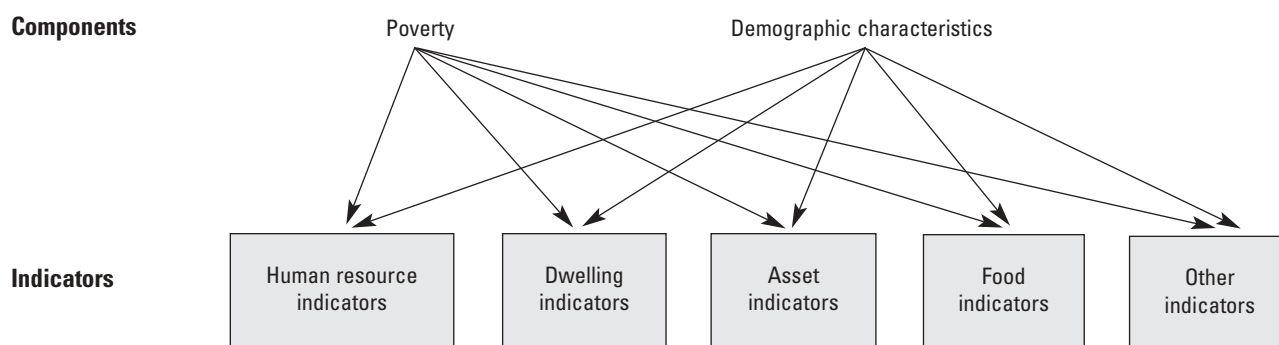 Components
Poverty
Demographic characteristics
Indicators
Human resource
indicators
Dwelling
indicators
Asset
indicators
Food
indicators
Other
indicators